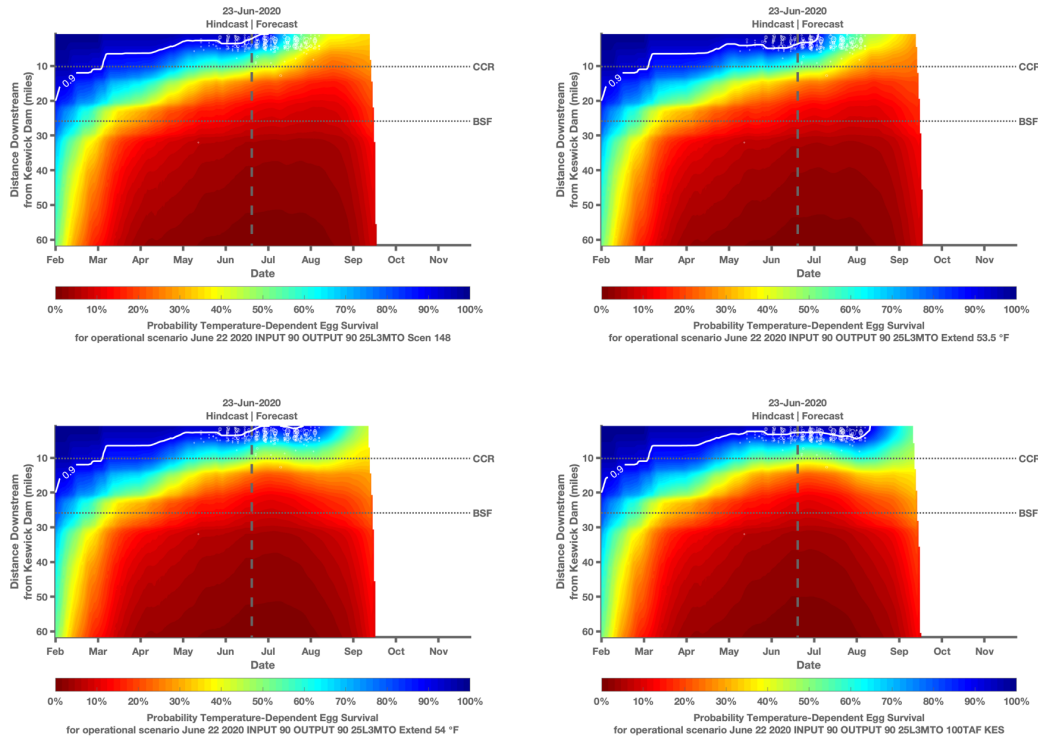 23-Jun-2020
Hindcast | Forecast
0.9
CCR
BSF
10
20
30
40
50
60
Distance Downstream
from Keswick Dam (miles)
Feb Mar Apr May Jun Jul Aug Sep Oct Nov
Date
0% 10% 20% 30% 40% 50% 60% 70% 80% 90% 100%
Probability Temperature-Dependent Egg Survival
for operational scenario June 22 2020 INPUT 90 OUTPUT 90 25L3MTO Scen 148
23-Jun-2020
Hindcast | Forecast
0.9
CCR
BSF
10
20
30
40
50
60
Distance Downstream
from Keswick Dam (miles)
Feb Mar Apr May Jun Jul Aug Sep Oct Nov
Date
0% 10% 20% 30% 40% 50% 60% 70% 80% 90% 100%
Probability Temperature-Dependent Egg Survival
for operational scenario June 22 2020 INPUT 90 OUTPUT 90 25L3MTO Extend 53.5 °F
23-Jun-2020
Hindcast | Forecast
0.9
CCR
BSF
10
20
30
40
50
60
Distance Downstream
from Keswick Dam (miles)
Feb Mar Apr May Jun Jul Aug Sep Oct Nov
Date
0% 10% 20% 30% 40% 50% 60% 70% 80% 90% 100%
Probability Temperature-Dependent Egg Survival
for operational scenario June 22 2020 INPUT 90 OUTPUT 90 25L3MTO Extend 54 °F
23-Jun-2020
Hindcast | Forecast
0.9
CCR
BSF
10
20
30
40
50
60
Distance Downstream
from Keswick Dam (miles)
Feb Mar Apr May Jun Jul Aug Sep Oct Nov
Date
0% 10% 20% 30% 40% 50% 60% 70% 80% 90% 100%
Probability Temperature-Dependent Egg Survival
for operational scenario June 22 2020 INPUT 90 OUTPUT 90 25L3MTO 100TAF KES